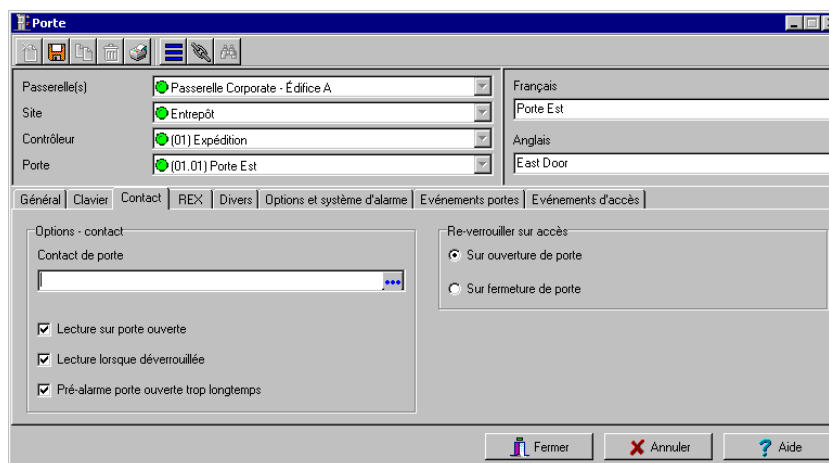 Porte
Passerelle(s)
Passerelle Corporate - Édifice A
Site
Entrepôt
Contrôleur
(01) Expédition
Porte
(01.01) Porte Est
Français
Porte Est
Anglais
East Door
Général Clavier Contact REX Divers Options et système d'alarme Evénements portes Evénements d'accès
Options - contact
Contact de porte
Lecture sur porte ouverte
Lecture lorsque déverrouillée
Pré-alarme porte ouverte trop longtemps
Re-verrouiller sur accès
Sur ouverture de porte
Sur fermeture de porte
Fermer Annuler Aide